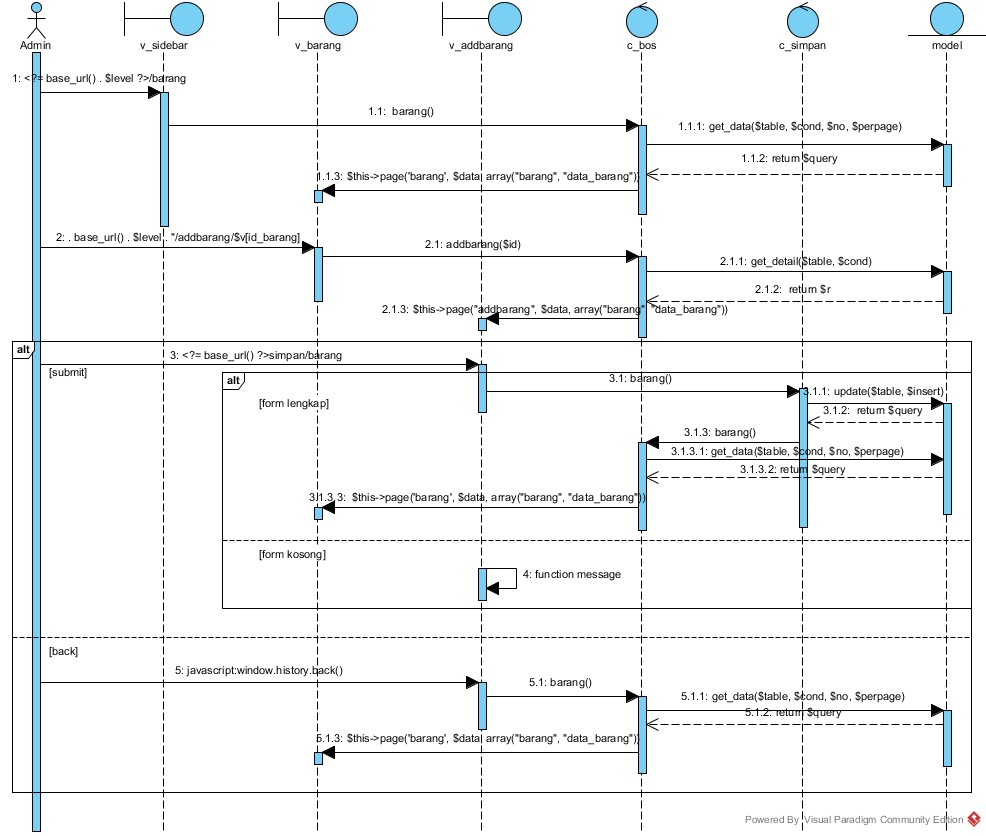 Admin
v_sidebar
v_barang
v_addbarang
c_bos
c_simpan
model
1: <?= base_url() . $level ?>/barang
1.1: barang()
1.1.1: get_data($table, $cond, $no, $perpage)
1.1.2: return $query
1.1.3: $this->page('barang', $data, array("barang", "data_barang"))
2: . base_url() . $level . "/addbarang/$v[id_barang]
2.1: addbarang($id)
2.1.1: get_detail($table, $cond)
2.1.2: return $r
2.1.3: $this->page("addbarang", $data, array("barang" "data_barang"))
alt
3: <?= base_url() ?>simpan/barang
[submit]
alt
3.1: barang()
[form lengkap]
3.1.1: update($table, $insert)
3.1.2: return $query
3.1.3: barang()
3.1.3.1: get_data($table, $cond, $no, $perpage)
3.1.3.2: return $query
3.1.3.3: $this->page('barang', $data, array("barang", "data_barang"))
[form kosong]
4: function message
[back]
5: javascript:window.history.back()
5.1: barang()
5.1.1: get_data($table, $cond, $no, $perpage)
5.1.2: return $query
5.1.3: $this->page('barang', $data, array("barang", "data_barang"))
Powered By Visual Paradigm Community Edition